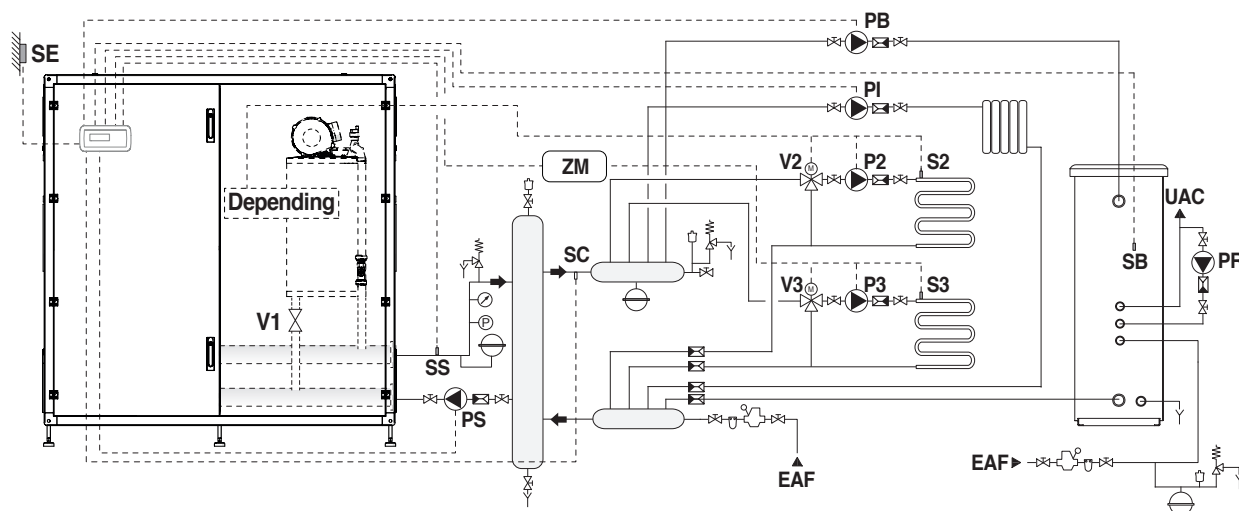 PB
SE
PI
ZM
V2
M
P2
S2
Depending
UAC
SC
SB
PR
V3
M
P3
S3
V1
P
SS
PS
EAF
EAF